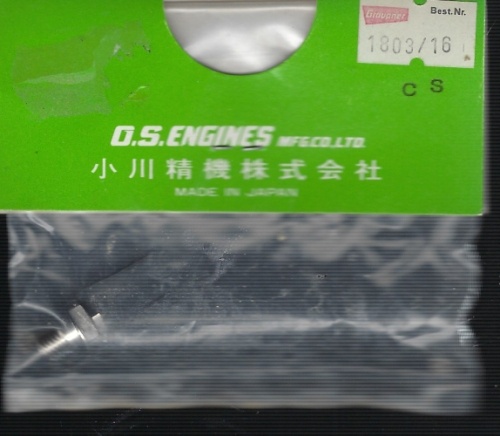 Graupner
Best.Nr.
1803/16
C S
O.S.ENGINES MFG.CO.LTD.
小川精機株式会社
MADE IN JAPAN